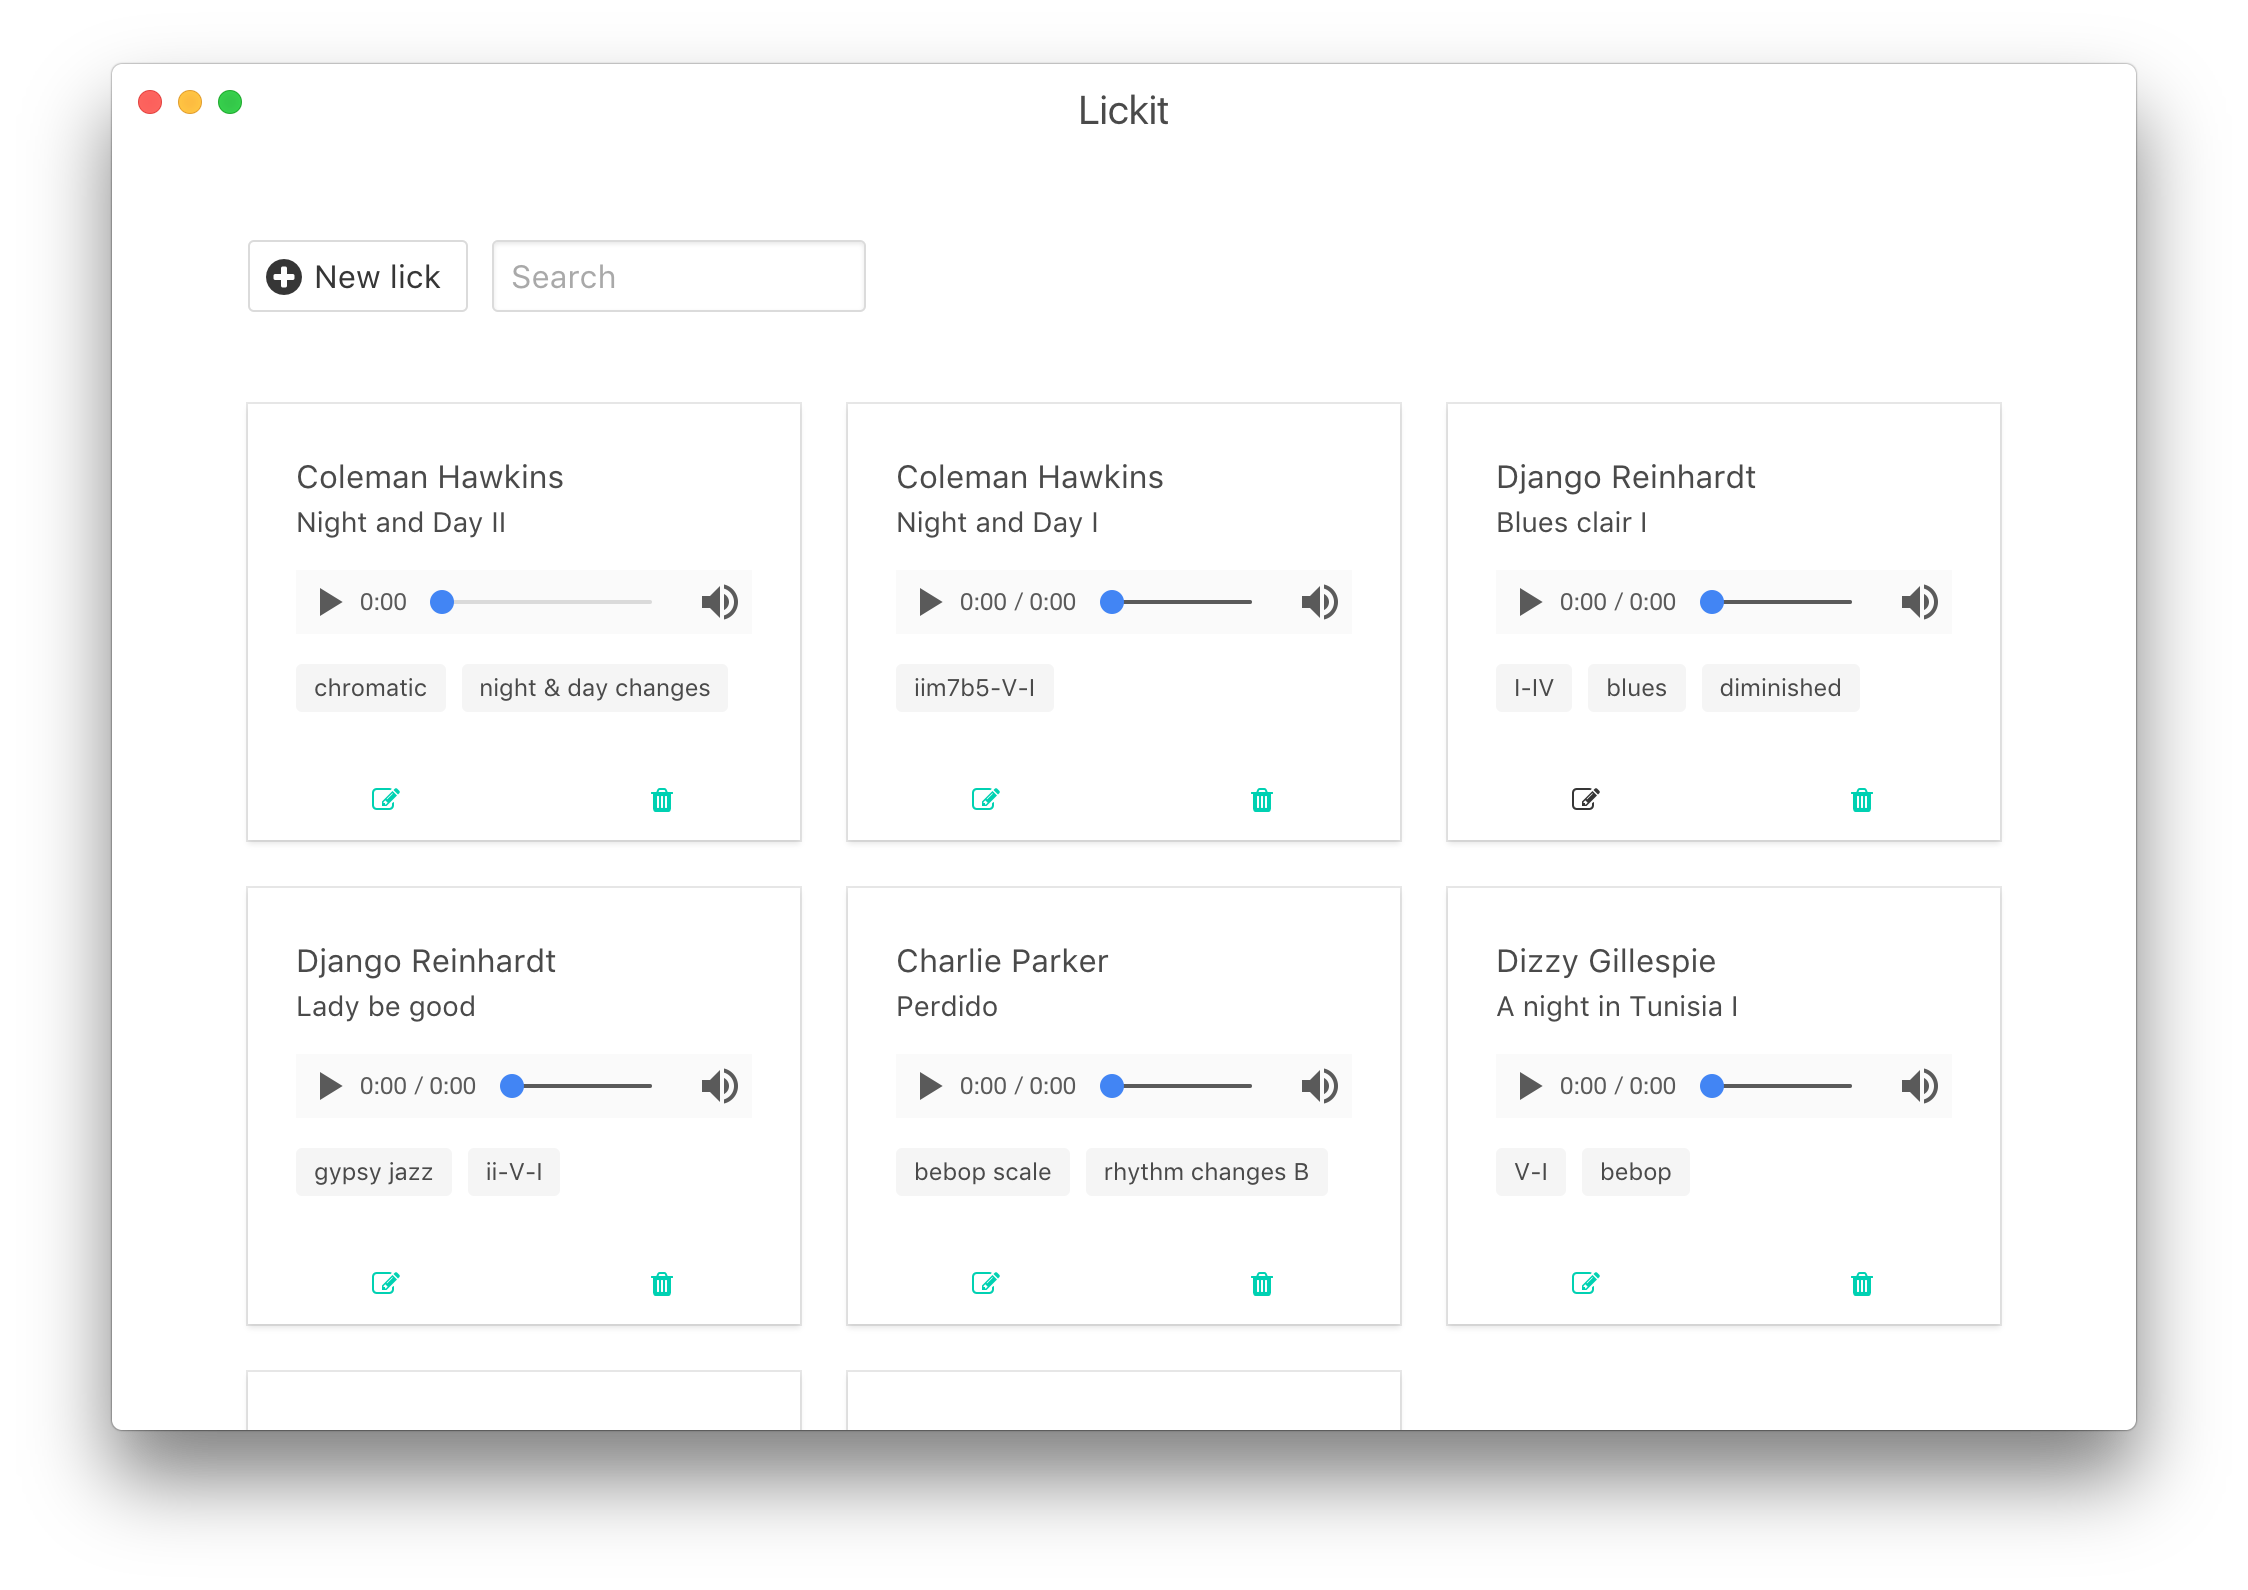 Lickit
New lick
Search
Coleman Hawkins
Night and Day II
0:00
chromatic night & day changes
Coleman Hawkins
Night and Day I
0:00 / 0:00
iim7b5-V-I
Django Reinhardt
Blues clair I
0:00 / 0:00
I-IV blues diminished
Django Reinhardt
Lady be good
0:00 / 0:00
gypsy jazz ii-V-I
Charlie Parker
Perdido
0:00 / 0:00
bebop scale rhythm changes B
Dizzy Gillespie
A night in Tunisia I
0:00 / 0:00
V-I bebop